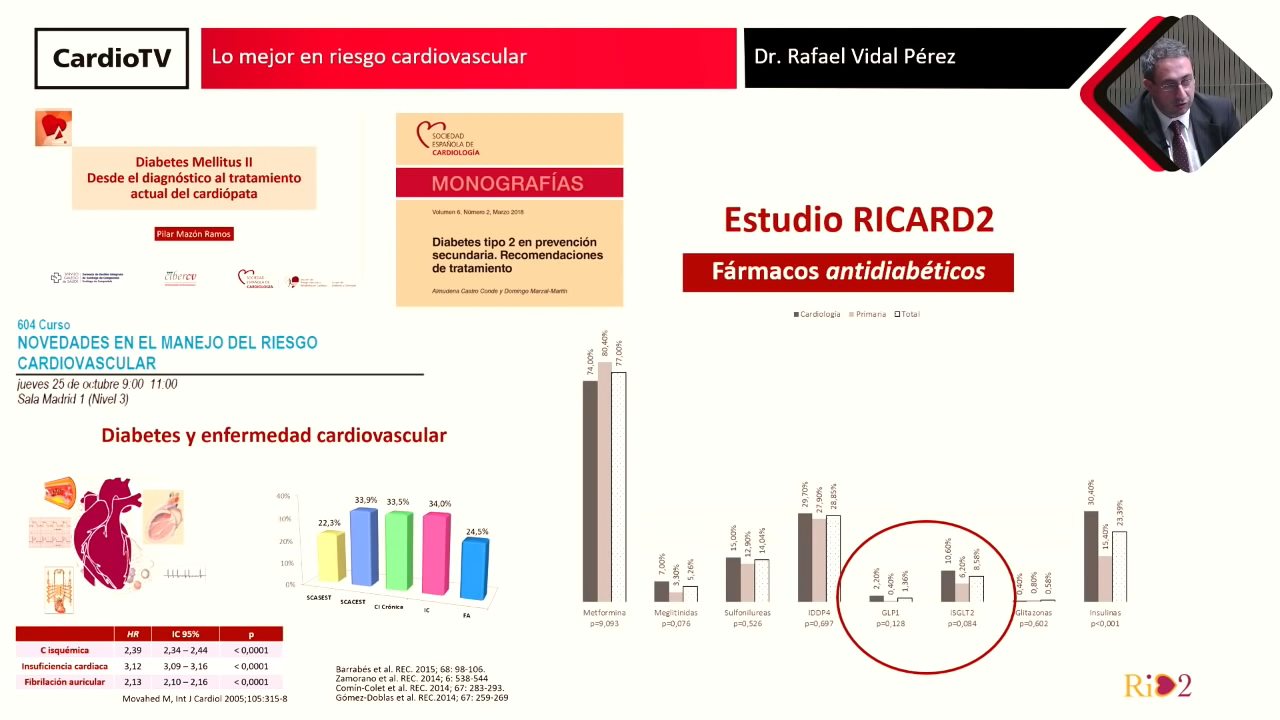 CardioTV
Lo mejor en riesgo cardiovascular
Dr. Rafael Vidal Pérez
Diabetes Mellitus II
Desde el diagnóstico al tratamiento
actual del cardiópata
Pilar Mazón Ramos
cibercv
SOCIEDAD
ESPAÑOLA DE
CARDIOLOGÍA
SOCIEDAD
ESPAÑOLA DE
CARDIOLOGÍA
MONOGRAFÍAS
Volumen 6. Número 2, Marzo 2018
Diabetes tipo 2 en prevención
secundaria. Recomendaciones
de tratamiento
Almudena Castro Conde y Domingo Marzal-Martín
604 Curso
NOVEDADES EN EL MANEJO DEL RIESGO
CARDIOVASCULAR
jueves 25 de octubre 9:00 11:00
Sala Madrid 1 (Nivel 3)
Diabetes y enfermedad cardiovascular
40%
30%
20%
10%
0%
22,3%
33,9%
33,5%
34,0%
24,5%
SCASEST
SCACEST
CI Crónica
IC
FA
HR IC 95% p
C isquémica 2,39 2,34 – 2,44 < 0,0001
Insuficiencia cardiaca 3,12 3,09 – 3,16 < 0,0001
Fibrilación auricular 2,13 2,10 – 2,16 < 0,0001
Movahed M, Int J Cardiol 2005;105:315-8
Barrabés et al. REC. 2015; 68: 98-106.
Zamorano et al. REC. 2014; 6: 538-544
Comín-Colet et al. REC. 2014; 67: 283-293.
Gómez-Doblas et al. REC.2014; 67: 259-269
Estudio RICARD2
Fármacos antidiabéticos
Cardiología Primaria Total
74,00% 80,40% 77,00%
7,00% 3,30% 5,26%
15,00% 12,90% 14,04%
29,70% 27,90% 28,85%
2,20% 0,40% 1,36%
10,60% 6,20% 8,58%
0,40% 0,80% 0,58%
30,40% 15,40% 23,39%
Metformina Meglitinidas Sulfonilureas IDDP4 GLP1 iSGLT2 Glitazonas Insulinas
p=9,093 p=0,076 p=0,526 p=0,697 p=0,128 p=0,084 p=0,602 p<0,001
Ri 2